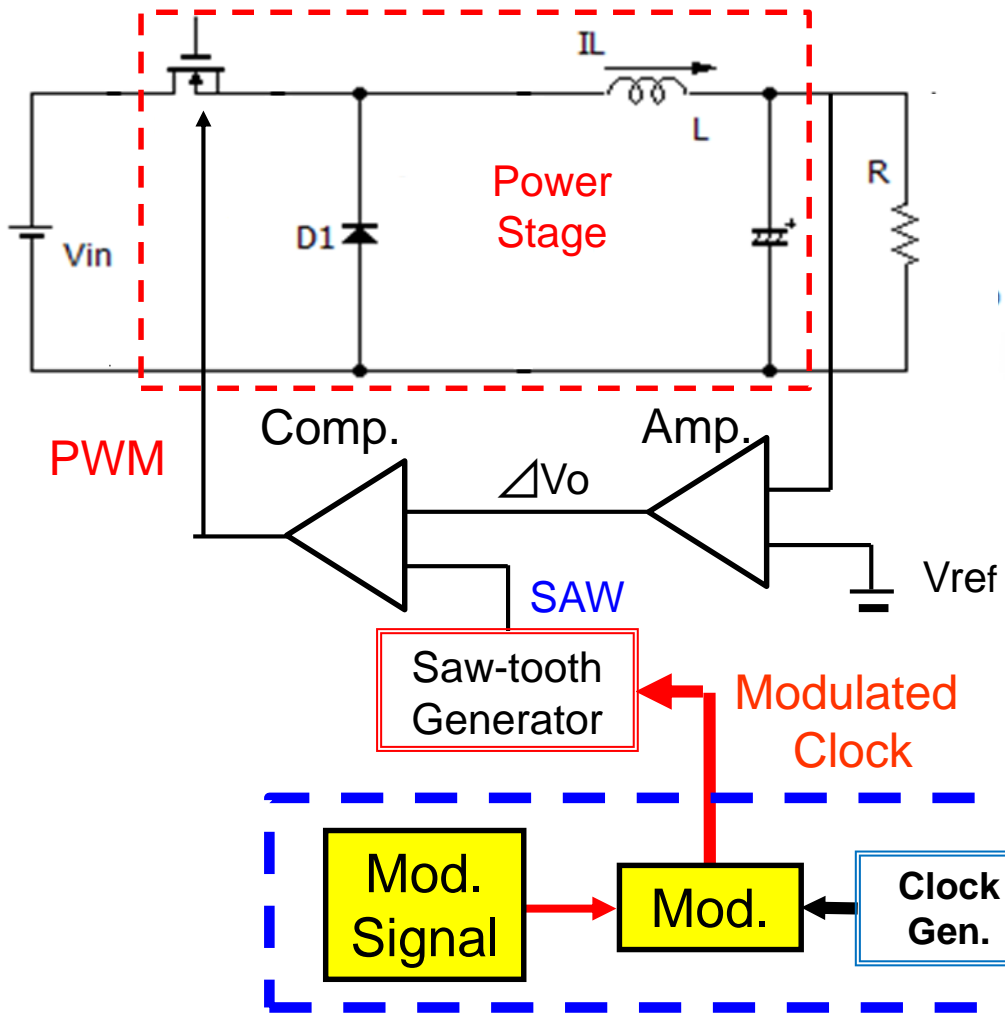 IL
L
Power
Stage
R
D1
+
Vin
PWM
Comp.
Amp.
⊿Vo
Vref
SAW
Saw-tooth
Generator
Modulated
Clock
Mod.
Signal
Mod.
Clock
Gen.